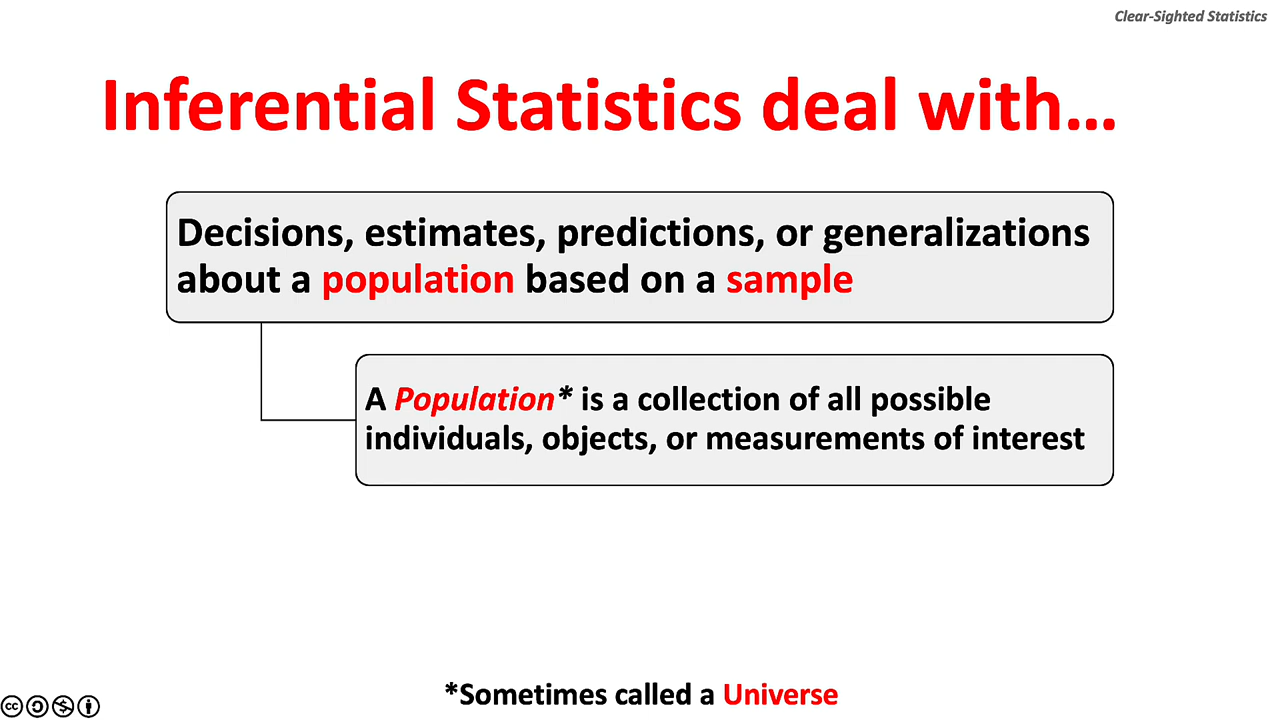 Clear-Sighted Statistics
Inferential Statistics deal with...
Decisions, estimates, predictions, or generalizations
about a population based on a sample
A Population* is a collection of all possible
individuals, objects, or measurements of interest
*Sometimes called a Universe
cc